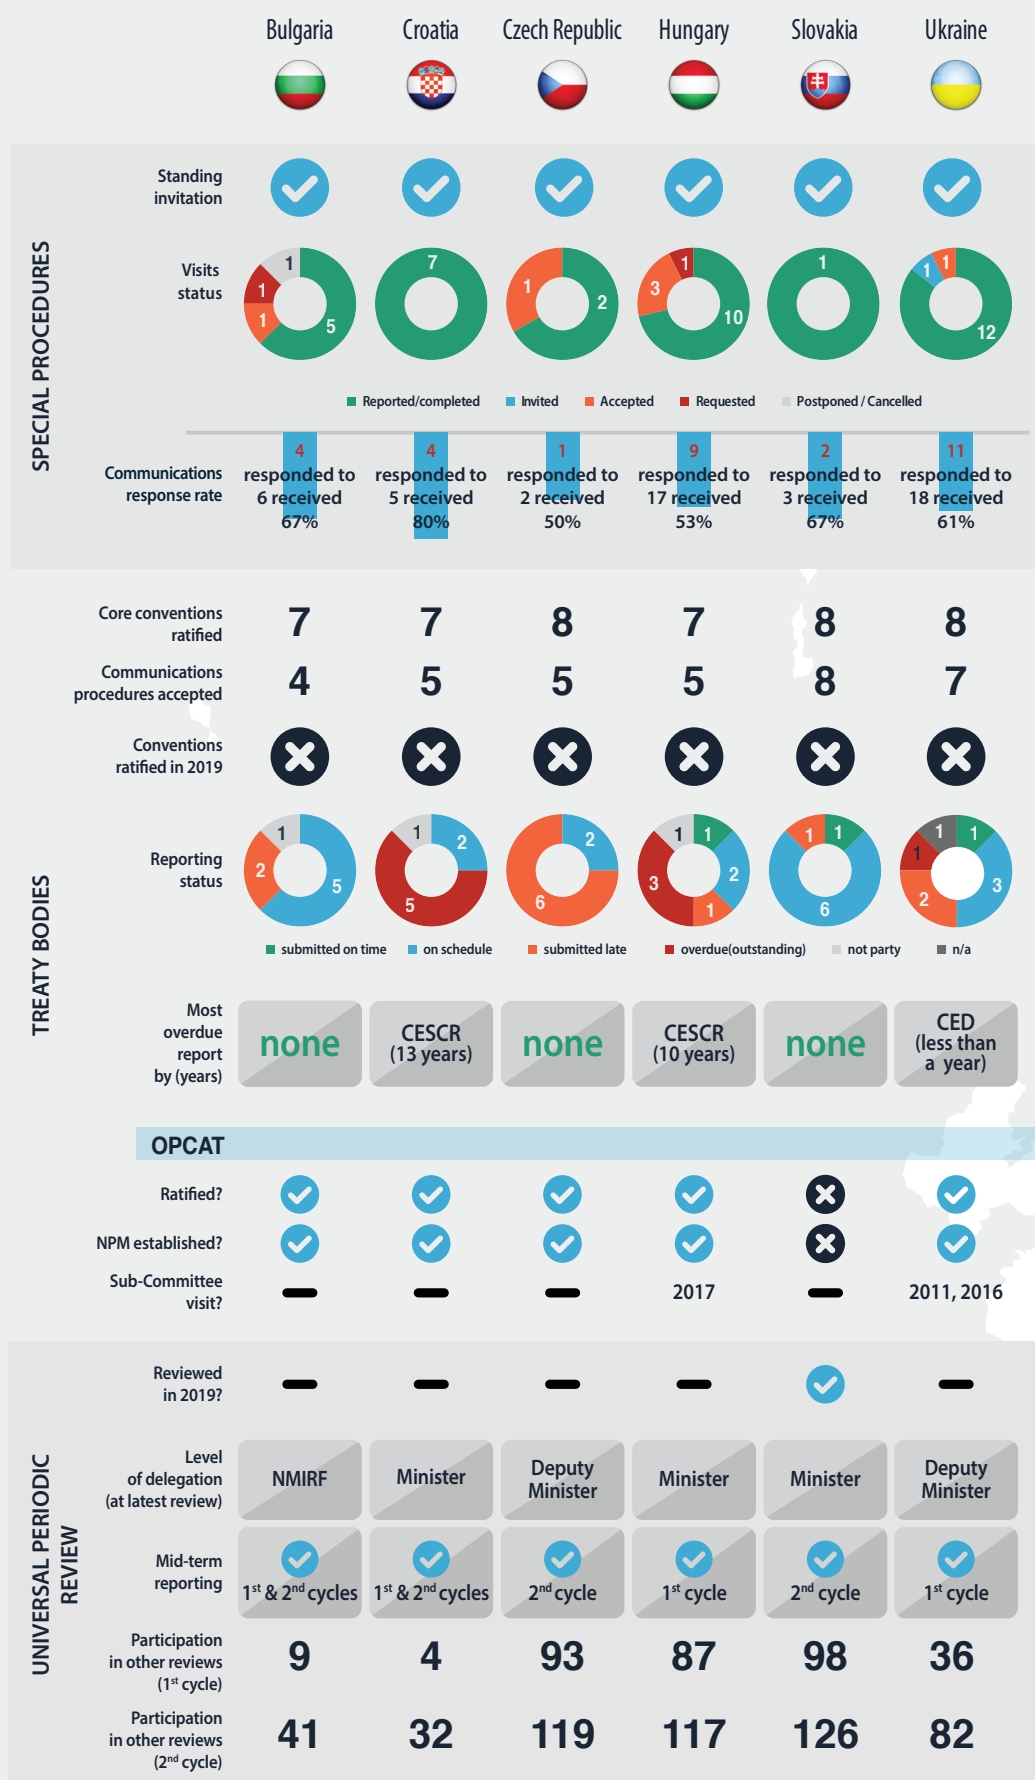 Bulgaria Croatia Czech Republic Hungary Slovakia Ukraine
SPECIAL PROCEDURES
Standing
invitation
Visits
status
5 1 1 1
7
2 1
10 3 1
1
12 1 1
Reported/completed Invited Accepted Requested Postponed / Cancelled
Communications
response rate
4 4 1 9 2 11
responded to responded to responded to responded to responded to responded to
6 received 5 received 2 received 17 received 3 received 18 received
67% 80% 50% 53% 67% 61%
TREATY BODIES
Core conventions
ratified
7 7 8 7 8 8
Communications
procedures accepted
4 5 5 5 8 7
Conventions
ratified in 2019
Reporting
status
5 2 1
2 5 1
2 6
1 2 1 3 1
1 6 1
1 3 2 1 1
submitted on time on schedule submitted late overdue(outstanding) not party n/a
Most
overdue
report
by (years)
none
CESCR
(13 years)
none
CESCR
(10 years)
none
CED
(less than
a year)
OPCAT
Ratified?
NPM established?
Sub-Committee
visit?
2017 2011, 2016
UNIVERSAL PERIODIC
REVIEW
Reviewed
in 2019?
Level
of delegation
(at latest review)
NMIRF
Minister
Deputy
Minister
Minister
Minister
Deputy
Minister
Mid-term
reporting
1st & 2nd cycles 1st & 2nd cycles 2nd cycle 1st cycle 2nd cycle 1st cycle
Participation
in other reviews
(1st cycle)
9 4 93 87 98 36
Participation
in other reviews
(2nd cycle)
41 32 119 117 126 82